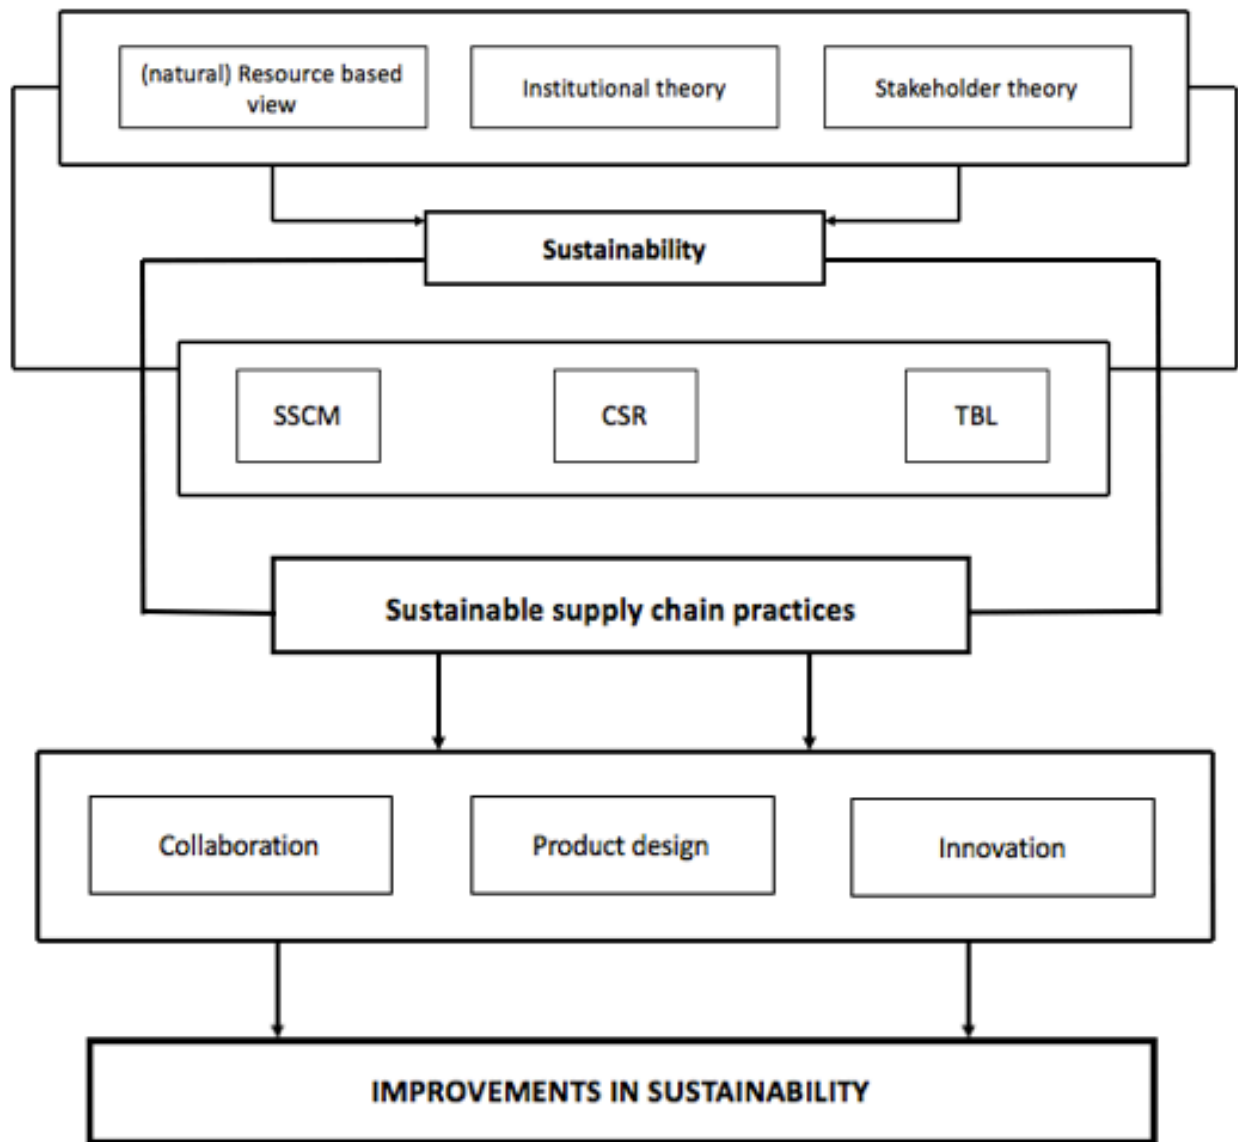 (natural) Resource based
view
Institutional theory
Stakeholder theory
Sustainability
SSCM
CSR
TBL
Sustainable supply chain practices
Collaboration
Product design
Innovation
IMPROVEMENTS IN SUSTAINABILITY